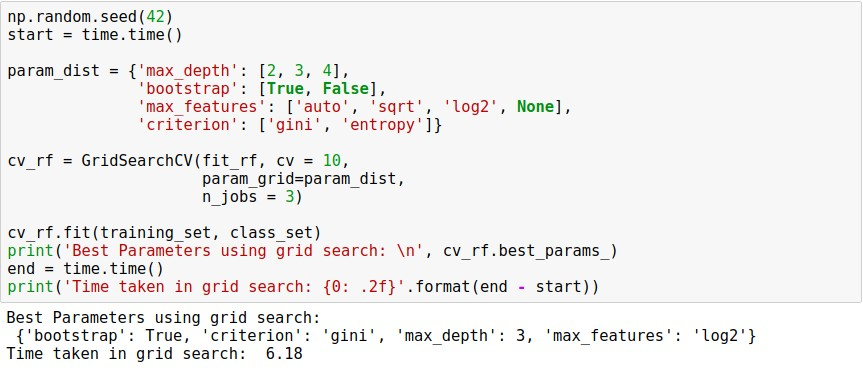 np.random.seed(42)
start = time.time()
param_dist = {'max_depth': [2, 3, 4],
'bootstrap': [True, False],
'max_features': ['auto', 'sqrt', 'log2', None],
'criterion': ['gini', 'entropy']}
cv_rf = GridSearchCV(fit_rf, cv = 10,
param_grid=param_dist,
n_jobs = 3)
cv_rf.fit(training_set, class_set)
print('Best Parameters using grid search: \n', cv_rf.best_params_)
end = time.time()
print('Time taken in grid search: {0: .2f}'.format(end - start))
Best Parameters using grid search:
{'bootstrap': True, 'criterion': 'gini', 'max_depth': 3, 'max_features': 'log2'}
Time taken in grid search:  6.18